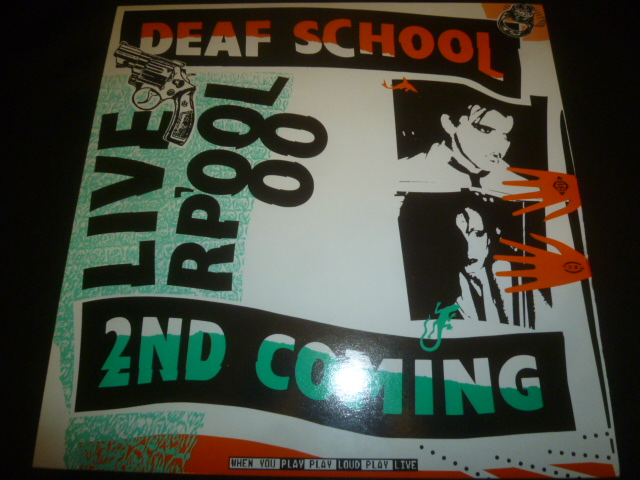 DEAF SCHOOL
LIVE
RP'OOL
88
2ND COMING
WHEN YOU PLAY PLAY LOUD PLAY LIVE